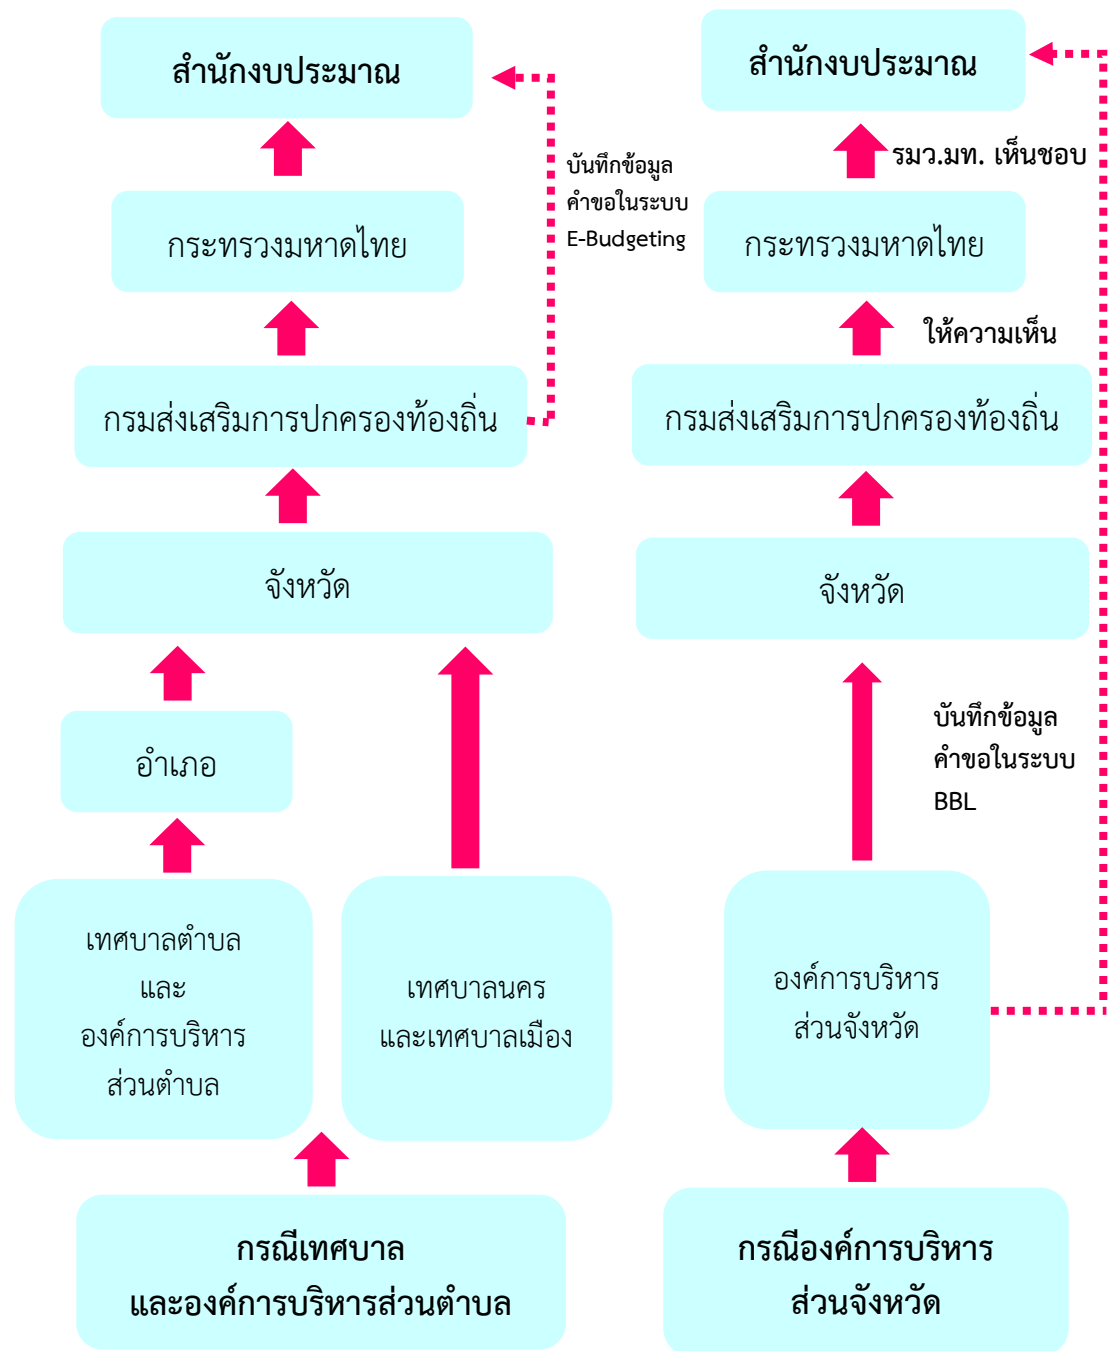 สำนักงบประมาณ
บันทึกข้อมูล
คำขอในระบบ
E-Budgeting
กระทรวงมหาดไทย
กรมส่งเสริมการปกครองท้องถิ่น
จังหวัด
อำเภอ
เทศบาลตำบล
และ
องค์การบริหาร
ส่วนตำบล
เทศบาลนคร
และเทศบาลเมือง
กรณีเทศบาล
และองค์การบริหารส่วนตำบล
สำนักงบประมาณ
รมว.มท. เห็นชอบ
กระทรวงมหาดไทย
ให้ความเห็น
กรมส่งเสริมการปกครองท้องถิ่น
จังหวัด
บันทึกข้อมูล
คำขอในระบบ
BBL
องค์การบริหาร
ส่วนจังหวัด
กรณีองค์การบริหาร
ส่วนจังหวัด